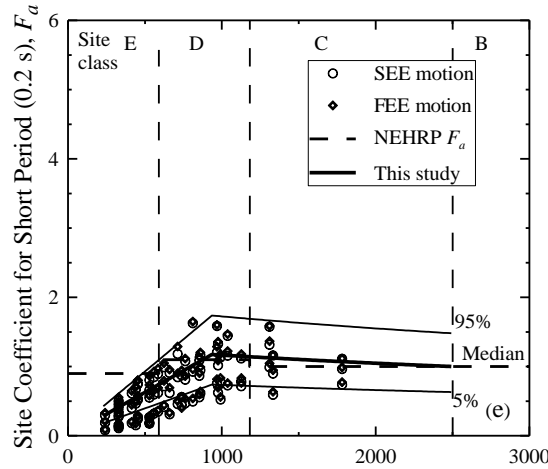 Site Coefficient for Short Period (0.2 s), Fa
6
4
2
0
Site
class
E
D
C
B
SEE motion
FEE motion
NEHRP Fa
This study
95%
Median
5%
(e)
0
1000
2000
3000